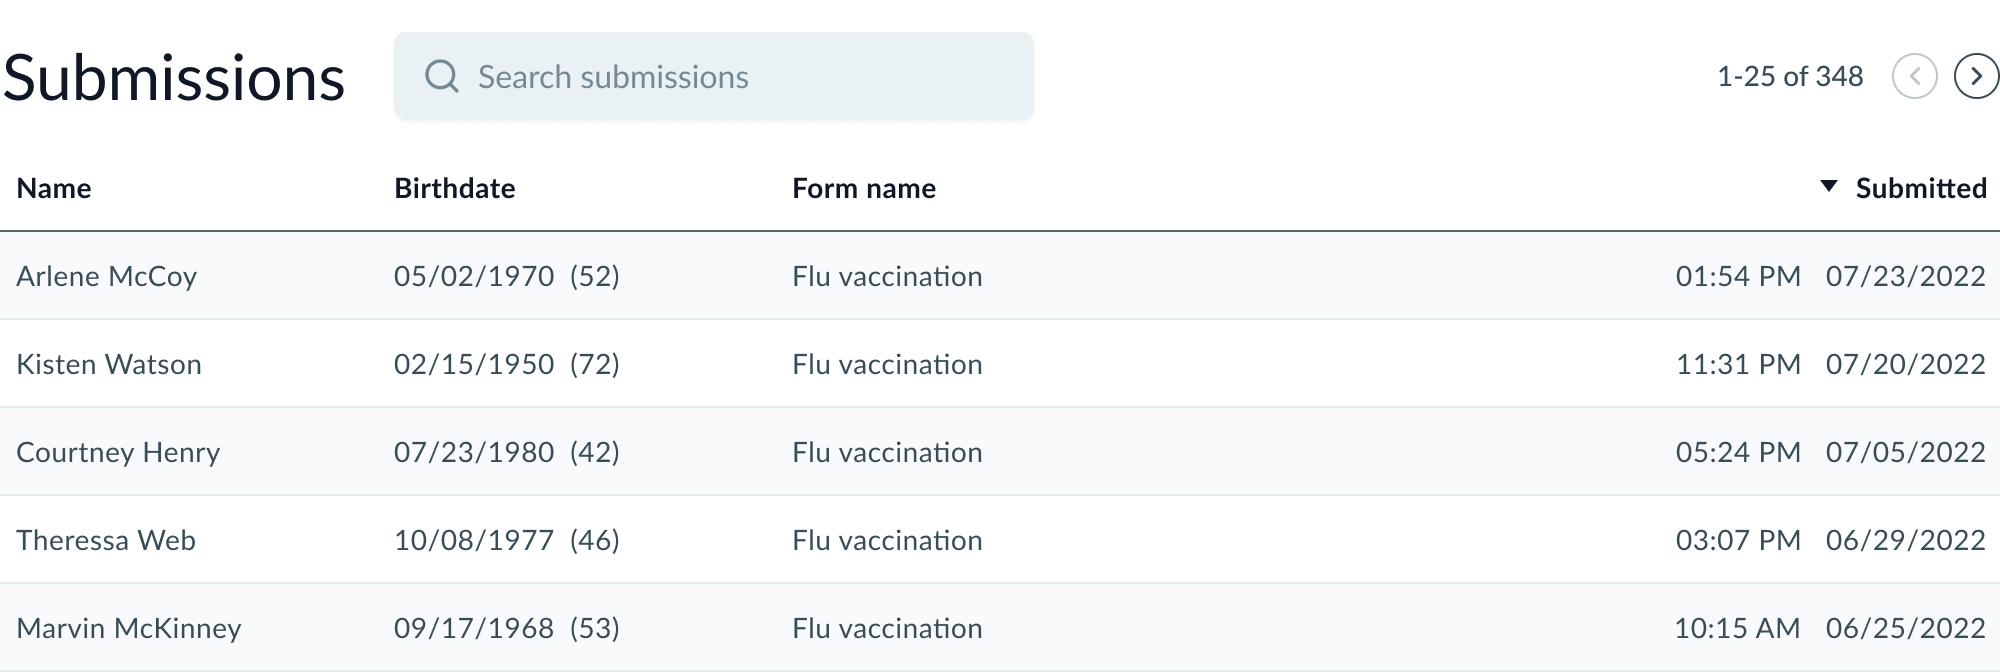 Submissions Search submissions 1-25 of 348
Name Birthdate Form name Submitted
Arlene McCoy 05/02/1970 (52) Flu vaccination 01:54 PM 07/23/2022
Kisten Watson 02/15/1950 (72) Flu vaccination 11:31 PM 07/20/2022
Courtney Henry 07/23/1980 (42) Flu vaccination 05:24 PM 07/05/2022
Theressa Web 10/08/1977 (46) Flu vaccination 03:07 PM 06/29/2022
Marvin McKinney 09/17/1968 (53) Flu vaccination 10:15 AM 06/25/2022